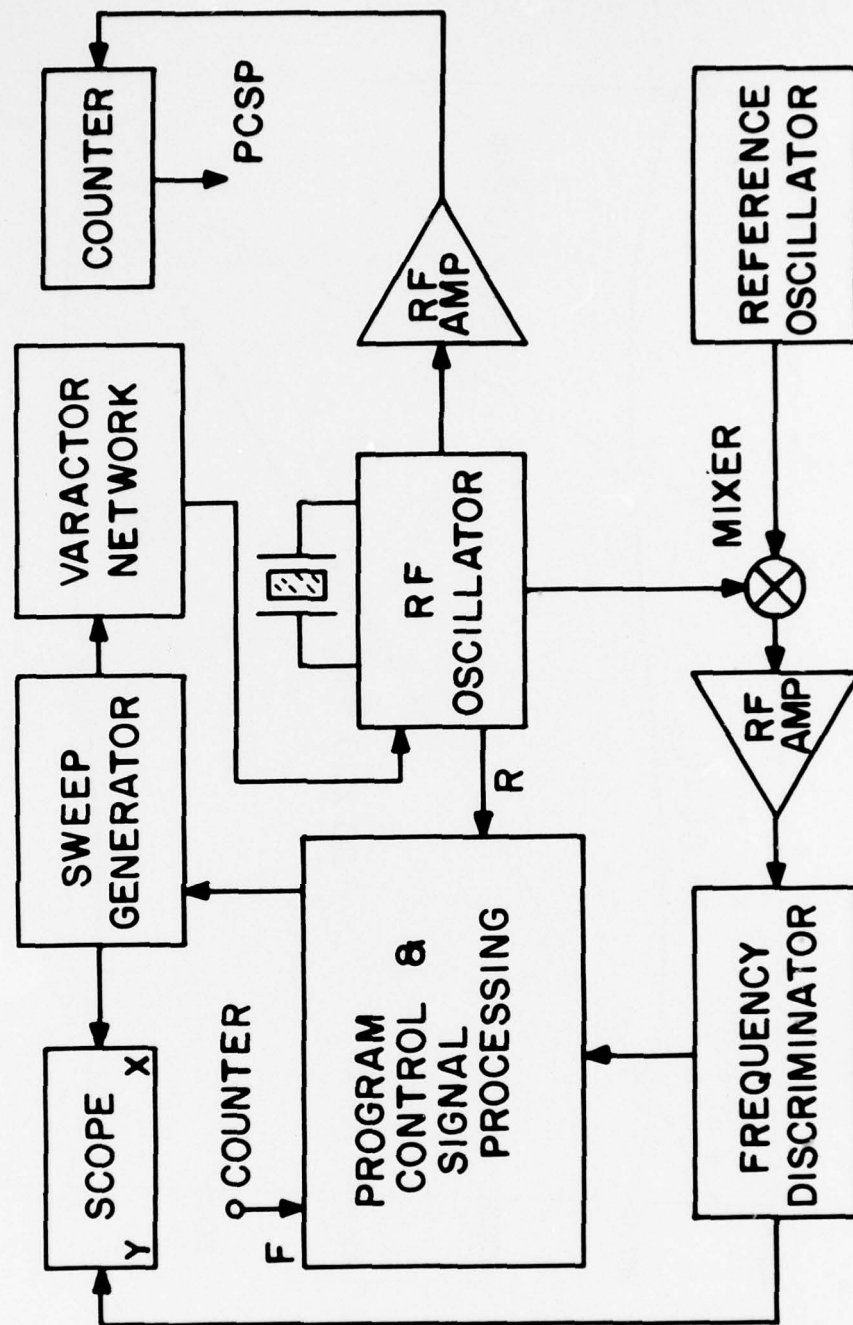 SCOPE
Y
X
SWEEP
GENERATOR
VARACTOR
NETWORK
COUNTER
PCSP
COUNTER
F
PROGRAM
CONTROL &
SIGNAL
PROCESSING
R
RF
OSCILLATOR
RF
AMP
MIXER
FREQUENCY
DISCRIMINATOR
RF
AMP
REFERENCE
OSCILLATOR